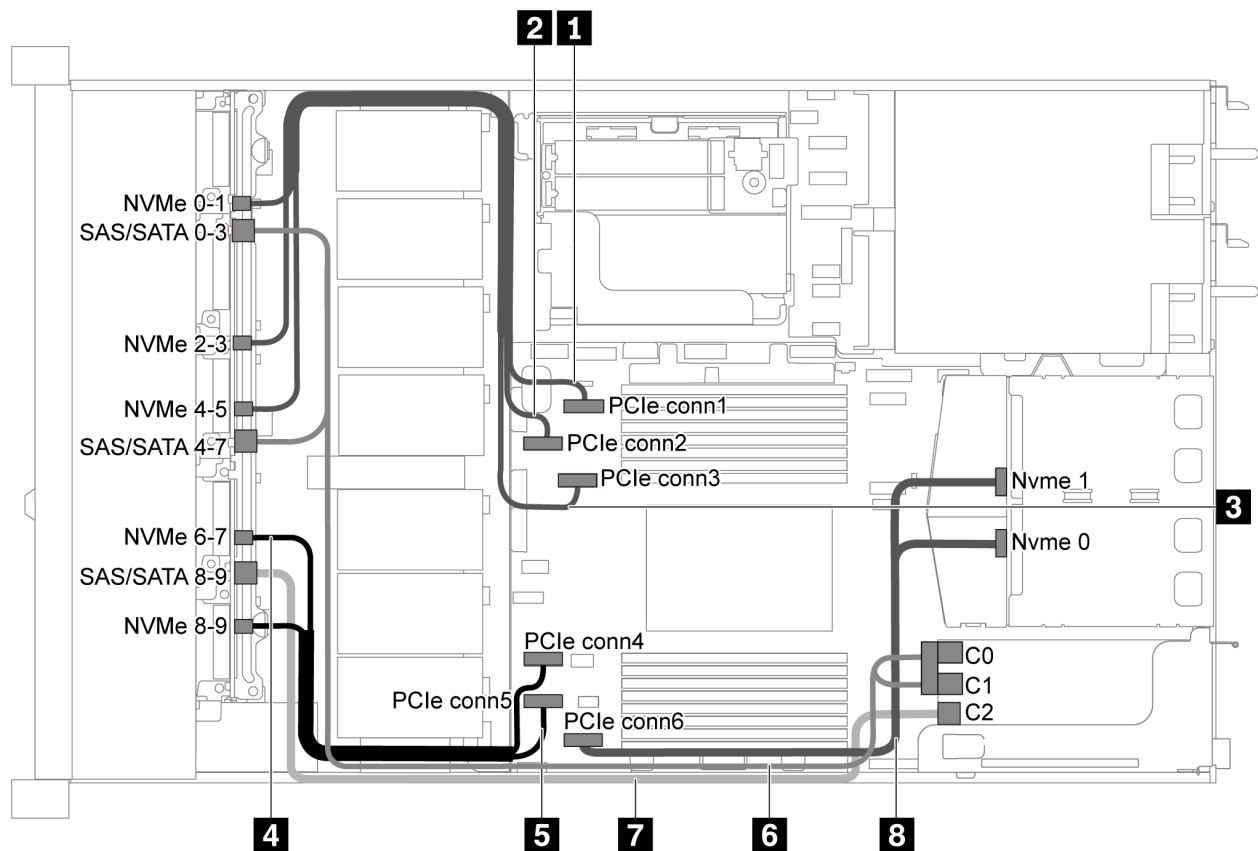 2 1
NVMe 0-1
SAS/SATA 0-3
NVMe 2-3
NVMe 4-5
PCIe conn1
SAS/SATA 4-7
PCIe conn2
PCIe conn3
Nvme 1
3
NVMe 6-7
Nvme 0
SAS/SATA 8-9
NVMe 8-9
PCIe conn4
C0
C1
PCIe conn5
C2
PCIe conn6
4 5 7 6 8